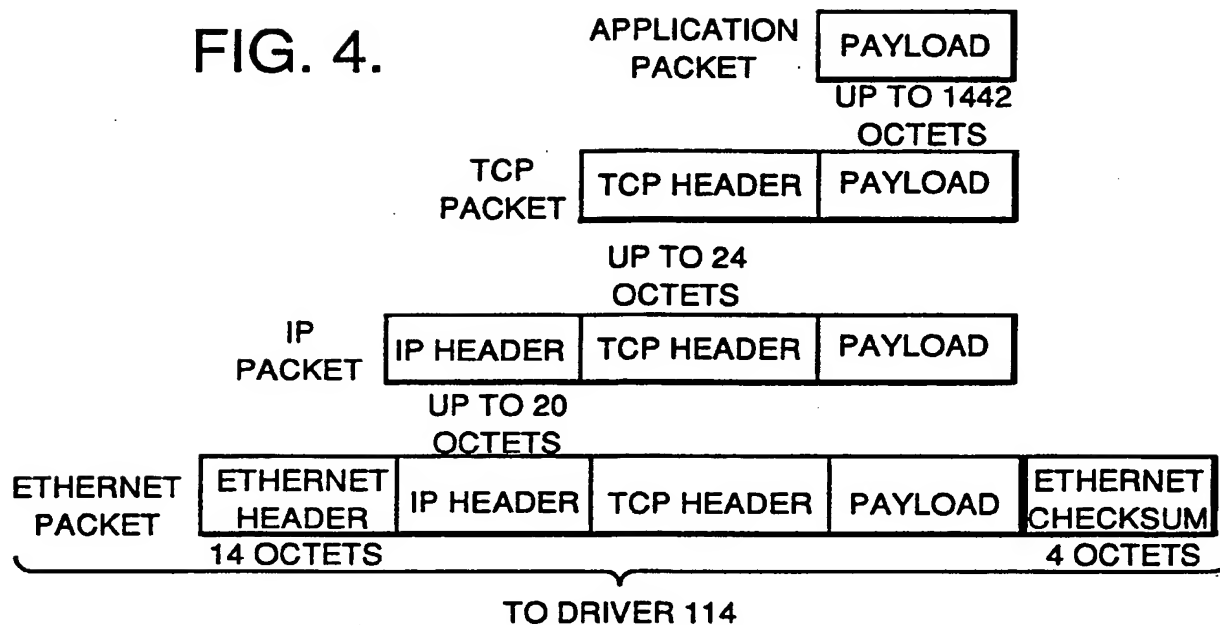 FIG. 4.
APPLICATION
PACKET
PAYLOAD
UP TO 1442
OCTETS
TCP
PACKET
TCP HEADER
PAYLOAD
UP TO 24
OCTETS
IP
PACKET
IP HEADER
TCP HEADER
PAYLOAD
UP TO 20
OCTETS
ETHERNET
PACKET
ETHERNET
HEADER
IP HEADER
TCP HEADER
PAYLOAD
ETHERNET
CHECKSUM
14 OCTETS
4 OCTETS
TO DRIVER 114